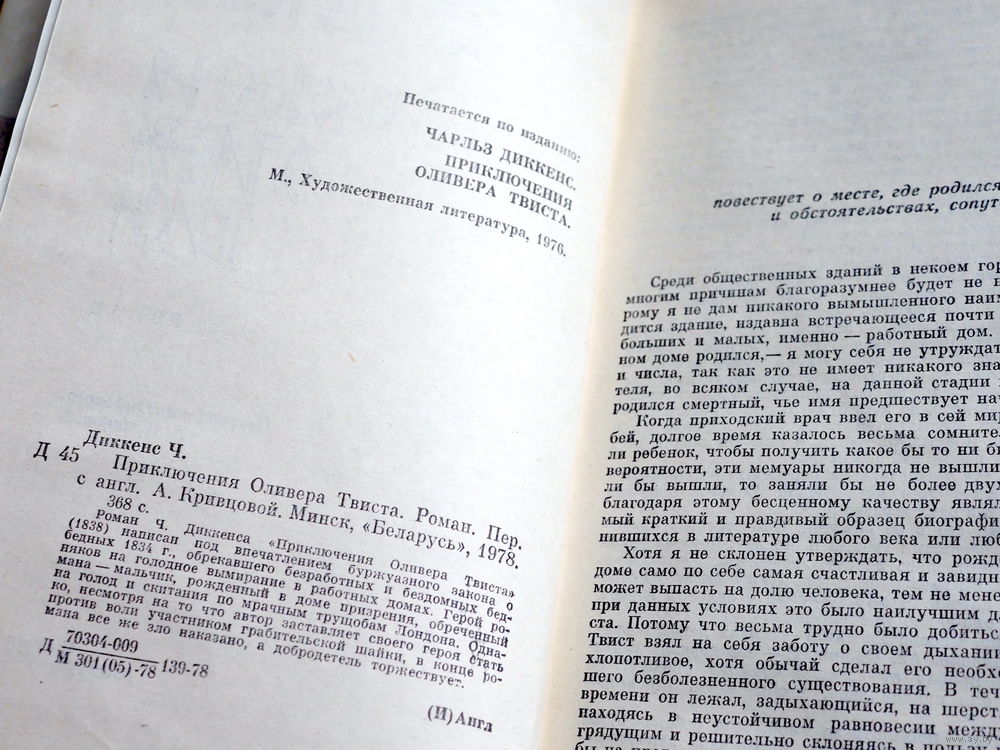 Печатается по изданию:
ЧАРЛЬЗ ДИККЕНС.
ПРИКЛЮЧЕНИЯ
ОЛИВЕРА ТВИСТА.
М., Художественная литература, 1976.
Диккенс Ч.
Д 45
Приключения Оливера Твиста. Роман. Пер.
с англ. А. Кривцовой. Минск, «Беларусь», 1978.
368 с.
Роман Ч. Диккенса «Приключения Оливера Твиста»
(1838) написан под впечатлением буржуазного закона о
бедных 1834 г., обрекавшего безработных и бездомных бед-
няков на голодное вымирание в работных домах. Герой ро-
мана — мальчик, рожденный в доме призрения, обреченный
на голод и скитания по мрачным трущобам Лондона. Одна-
ко, несмотря на то что автор заставляет своего героя стать
против воли участником грабительской шайки, в конце ро-
мана все же зло наказано, а добродетель торжествует.
Д 70304-009
М 301(05)-78 139-78
(И)Англ
повествует о месте, где родился
и обстоятельствах, сопут
Среди общественных зданий в некоем гор
многим причинам благоразумнее будет не
рому я не дам никакого вымышленного наи
дится здание, издавна встречающееся почти
больших и малых, именно — работный дом.
ном доме родился,— я могу себя не утруждат
и числа, так как это не имеет никакого зна
теля, во всяком случае, на данной стадии
родился смертный, чье имя предшествует на
Когда приходский врач ввел его в сей мир
бей, долгое время казалось весьма сомнител
ли ребенок, чтобы получить какое бы то ни б
вероятности, эти мемуары никогда не вышли
ли бы вышли, то заняли бы не более двух
благодаря этому бесценному качеству являл
мый краткий и правдивый образец биографи
нившихся в литературе любого века или люб
Хотя я не склонен утверждать, что рожд
доме само по себе самая счастливая и завидн
может выпасть на долю человека, тем не мене
при данных условиях это было наилучшим дл
ста. Потому что весьма трудно было добитьс
Твист взял на себя заботу о своем дыхани
хлопотливое, хотя обычай сделал его необхо
шего безболезненного существования. В теч
времени он лежал, задыхающийся, на шерст
находясь в неустойчивом равновесии межд
грядущим и решительно склоняясь
www.ay.by